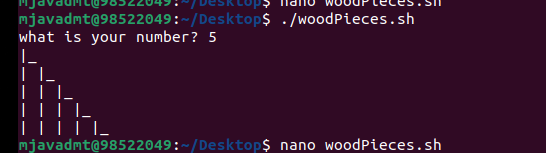 mjavadmt@98522049:~/Desktop$ nano woodPieces.sh
mjavadmt@98522049:~/Desktop$ ./woodPieces.sh
what is your number? 5
|_
| |_
| | |_
| | | |_
| | | | |_
mjavadmt@98522049:~/Desktop$ nano woodPieces.sh